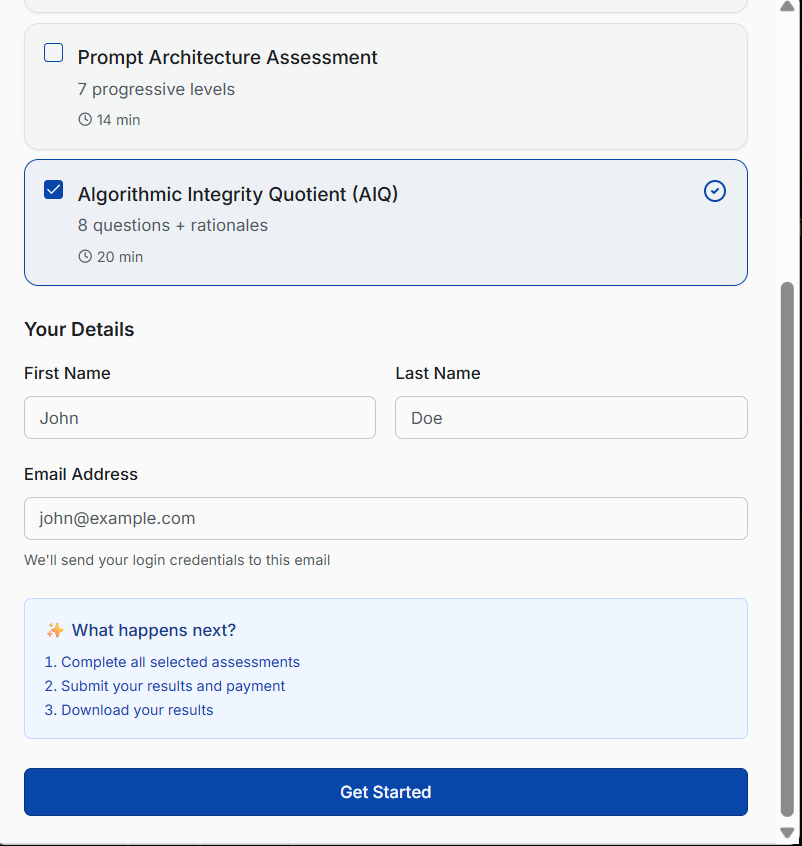 Prompt Architecture Assessment
7 progressive levels
14 min
Algorithmic Integrity Quotient (AIQ)
8 questions + rationales
20 min
Your Details
First Name
Last Name
John
Doe
Email Address
john@example.com
We'll send your login credentials to this email
✨ What happens next?
1. Complete all selected assessments
2. Submit your results and payment
3. Download your results
Get Started